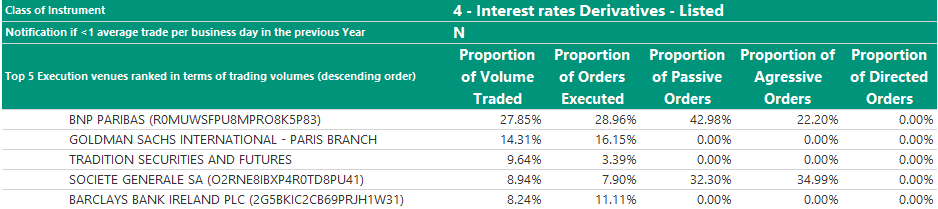 Class of Instrument 4 - Interest rates Derivatives - Listed
Notification if <1 average trade per business day in the previous Year N
Top 5 Execution venues ranked in terms of trading volumes (descending order) Proportion of Volume Traded Proportion of Orders Executed Proportion of Passive Orders Proportion of Agressive Orders Proportion of Directed Orders
BNP PARIBAS (R0MUWSFPU8MPRO8K5P83) 27.85% 28.96% 42.98% 22.20% 0.00%
GOLDMAN SACHS INTERNATIONAL - PARIS BRANCH 14.31% 16.15% 0.00% 0.00% 0.00%
TRADITION SECURITIES AND FUTURES 9.64% 3.39% 0.00% 0.00% 0.00%
SOCIETE GENERALE SA (O2RNE8IBXP4R0TD8PU41) 8.94% 7.90% 32.30% 34.99% 0.00%
BARCLAYS BANK IRELAND PLC (2G5BKIC2CB69PRJH1W31) 8.24% 11.11% 0.00% 0.00% 0.00%